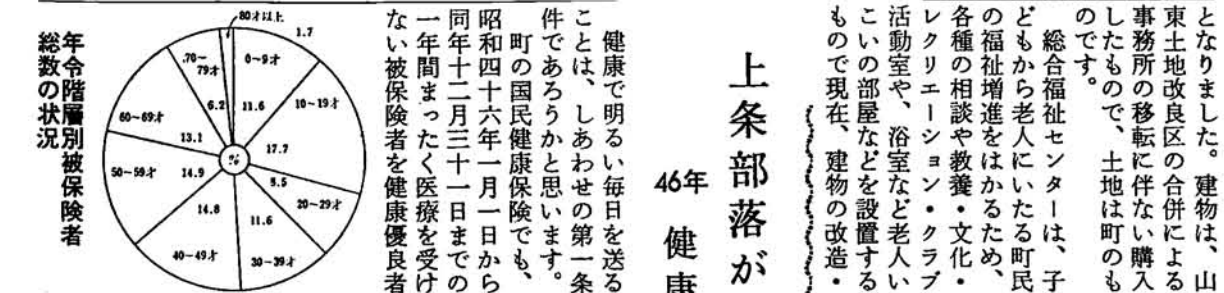 となりました。建物は、山
東土地改良区の合併による
事務所の移転に伴ない購入
したもので、土地は町のも
のです。
総合福祉センターは、子
どもから老人にいたる町民
の福祉増進をはかるため、
各種の相談や教養・文化・
レクリエーション・クラブ
活動室や、浴室など老人い
こいの部屋などを設置する
もので現在、建物の改造・
上条部落が
46年 健康
健康で明るい毎日を送る
ことは、しあわせの第一条
件であろうかと思います。
町の国民健康保険でも、
昭和四十六年一月一日から
同年十二月三十一日までの
一年間まったく医療を受け
ない被保険者を健康優良者
80才以上
1.7
0~9才
11.6
10~19才
17.7
20~29才
9.5
30~39才
11.6
40~49才
14.8
50~59才
14.9
60~69才
13.1
70~
79才
6.2
%
年令階層別被保険者
総数の状況